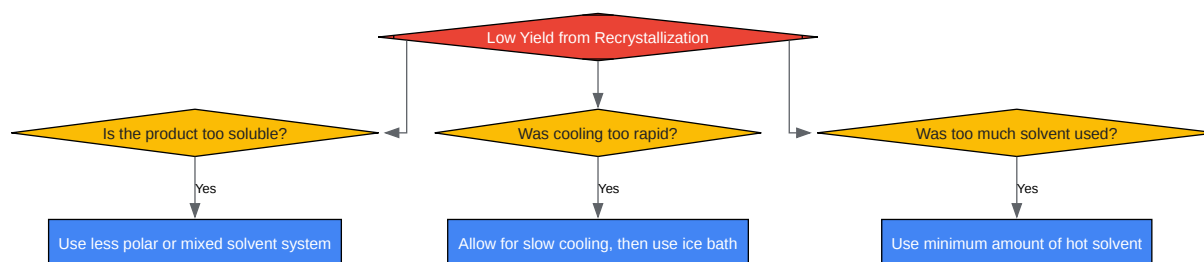 Low Yield from Recrystallization
Is the product too soluble?
Was cooling too rapid?
Was too much solvent used?
Yes
Yes
Yes
Use less polar or mixed solvent system
Allow for slow cooling, then use ice bath
Use minimum amount of hot solvent